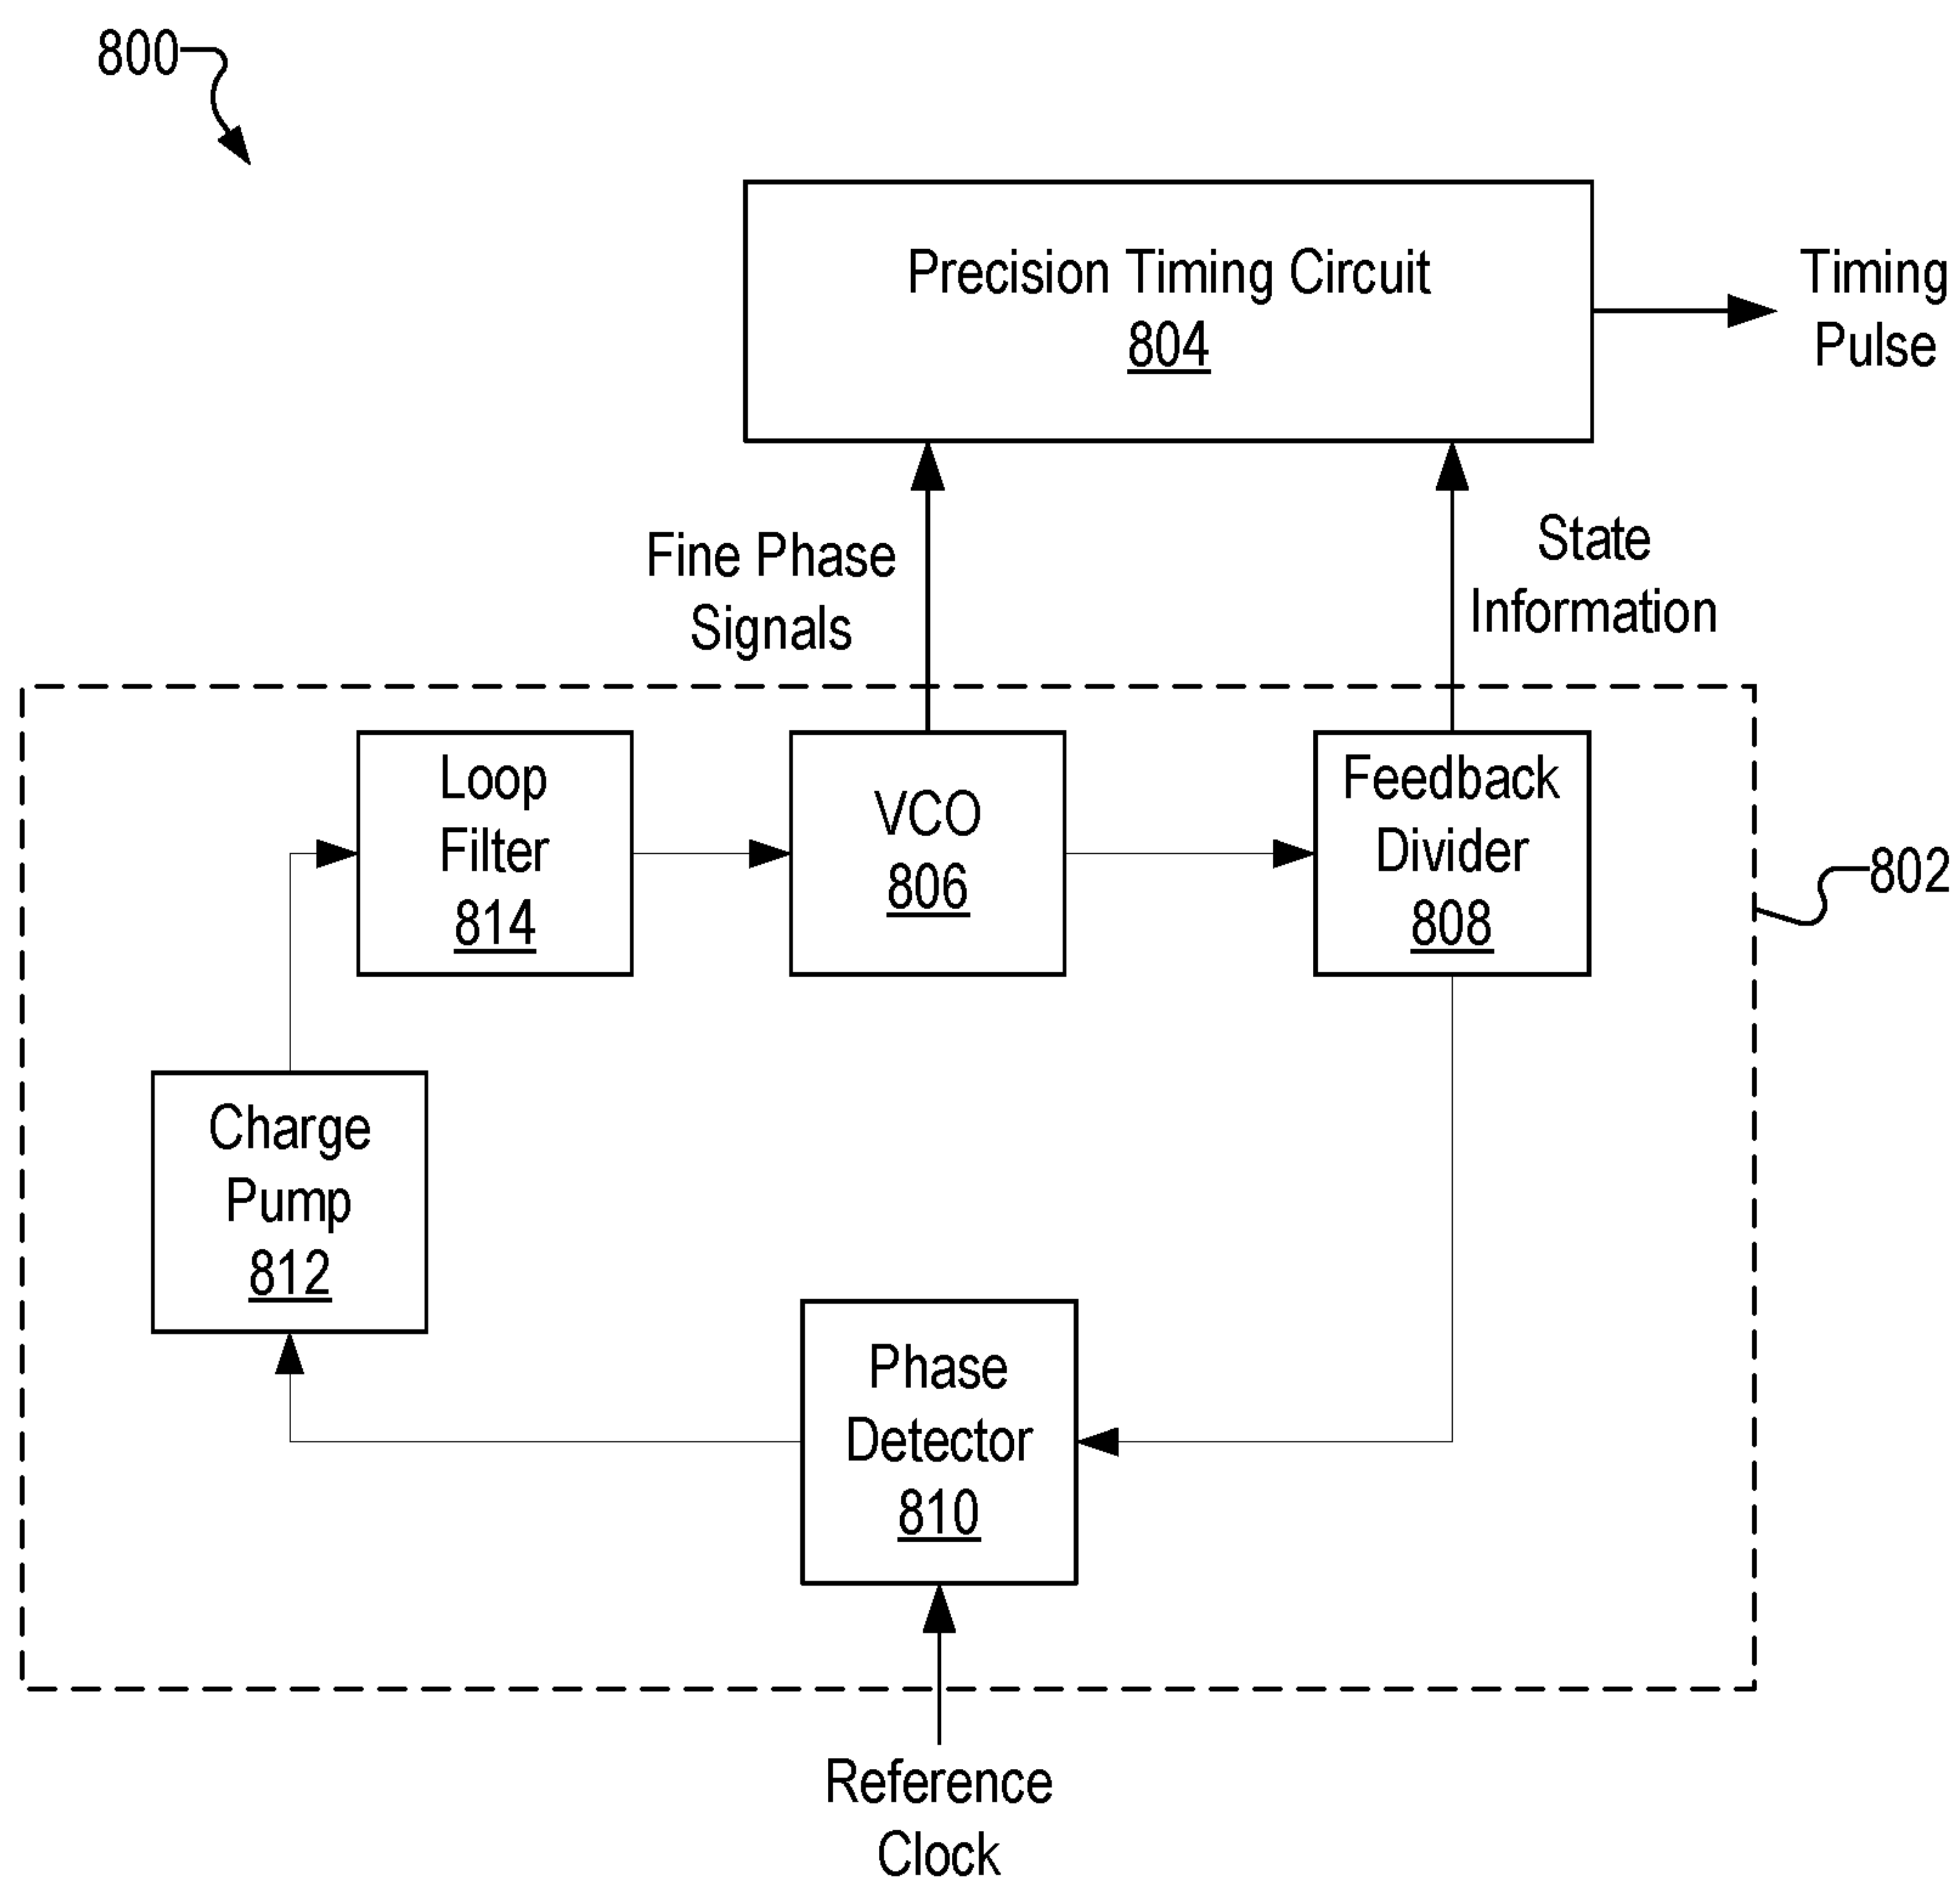 800
Precision Timing Circuit
804
Timing
Pulse
Fine Phase
Signals
State
Information
Loop
Filter
814
VCO
806
Feedback
Divider
808
802
Charge
Pump
812
Phase
Detector
810
Reference
Clock